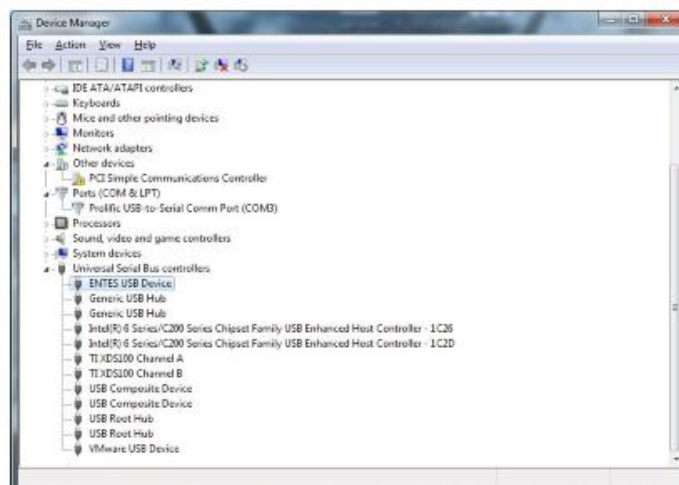 Device Manager
File Action View Help
IDE ATA/ATAPI controllers
Keyboards
Mice and other pointing devices
Monitors
Network adapters
Other devices
PCI Simple Communications Controller
Ports (COM & LPT)
Prolific USB-to-Serial Comm Port (COM3)
Processors
Sound, video and game controllers
System devices
Universal Serial Bus controllers
ENTES USB Device
Generic USB Hub
Generic USB Hub
Intel(R) 6 Series/C200 Series Chipset Family USB Enhanced Host Controller - 1C26
Intel(R) 6 Series/C200 Series Chipset Family USB Enhanced Host Controller - 1C2D
TI XDS100 Channel A
TI XDS100 Channel B
USB Composite Device
USB Composite Device
USB Root Hub
USB Root Hub
VMware USB Device